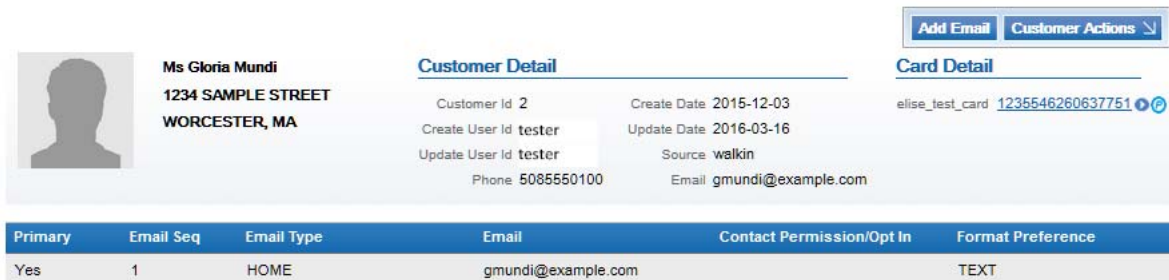 Add Email Customer Actions
Ms Gloria Mundi
1234 SAMPLE STREET
WORCESTER, MA
Customer Detail
Customer Id 2 Create Date 2015-12-03
Create User Id tester Update Date 2016-03-16
Update User Id tester Source walkin
Phone 5085550100 Email gmundi@example.com
Card Detail
elise_test_card 1235546260637751 P
Primary Email Seq Email Type Email Contact Permission/Opt In Format Preference
Yes 1 HOME gmundi@example.com TEXT